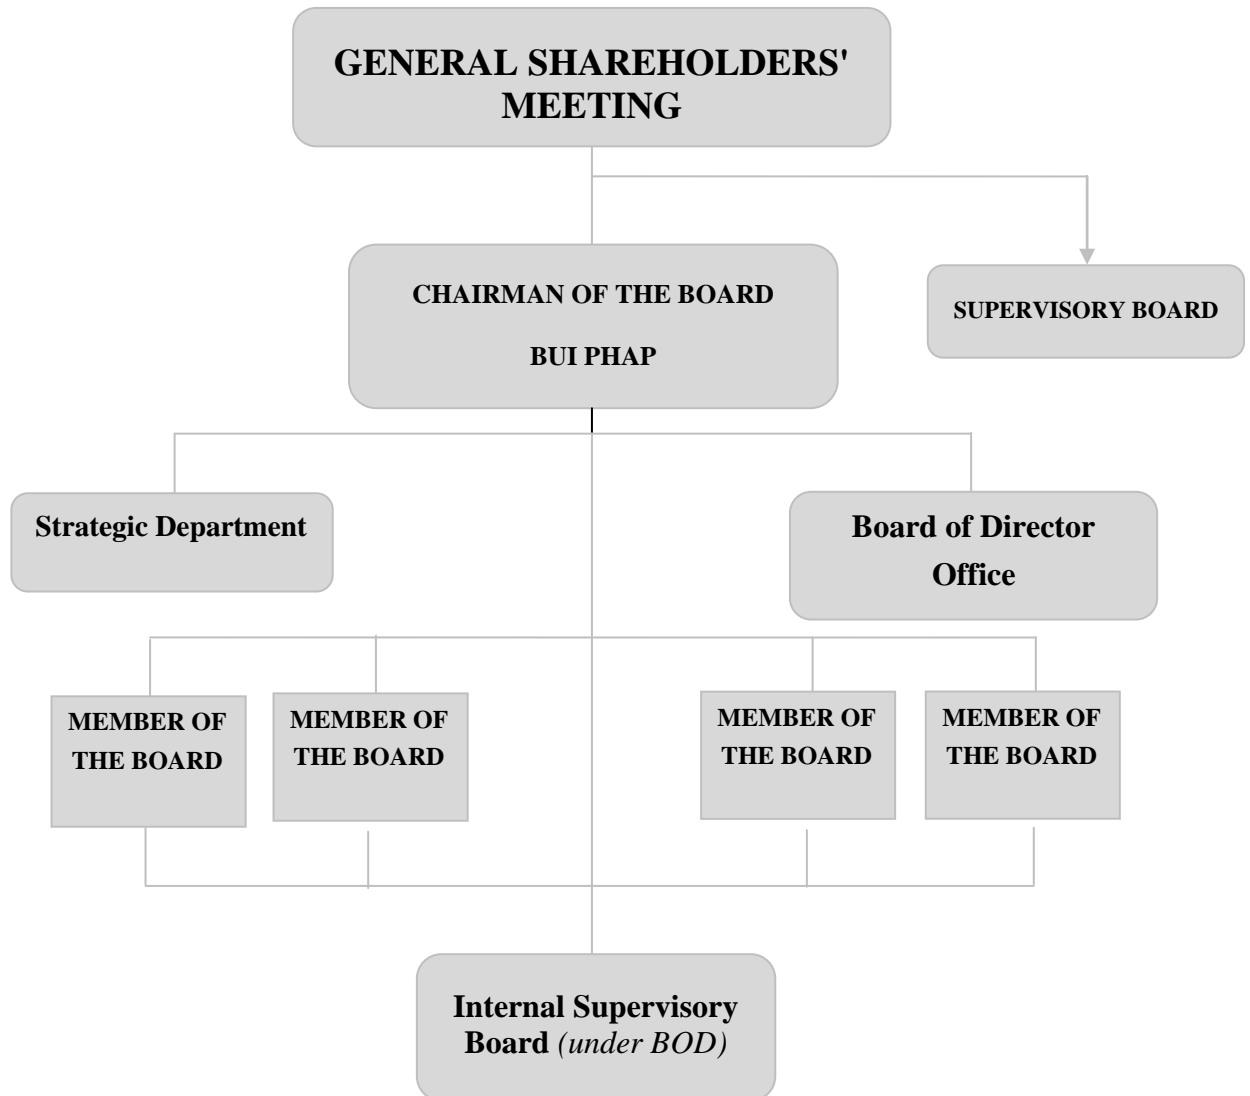 GENERAL SHAREHOLDERS'
MEETING
CHAIRMAN OF THE BOARD
BUI PHAP
SUPERVISORY BOARD
Strategic Department
Board of Director
Office
MEMBER OF
THE BOARD
MEMBER OF
THE BOARD
MEMBER OF
THE BOARD
MEMBER OF
THE BOARD
Internal Supervisory
Board (under BOD)